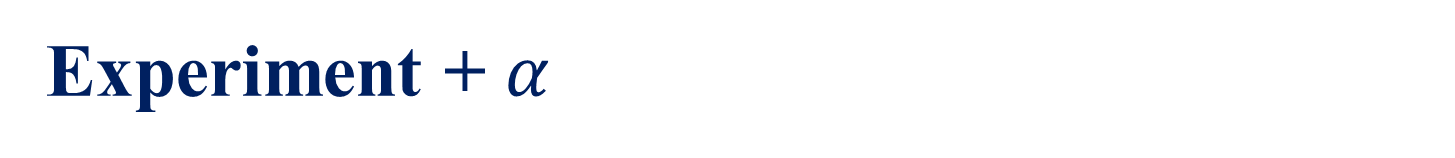 Experiment + α